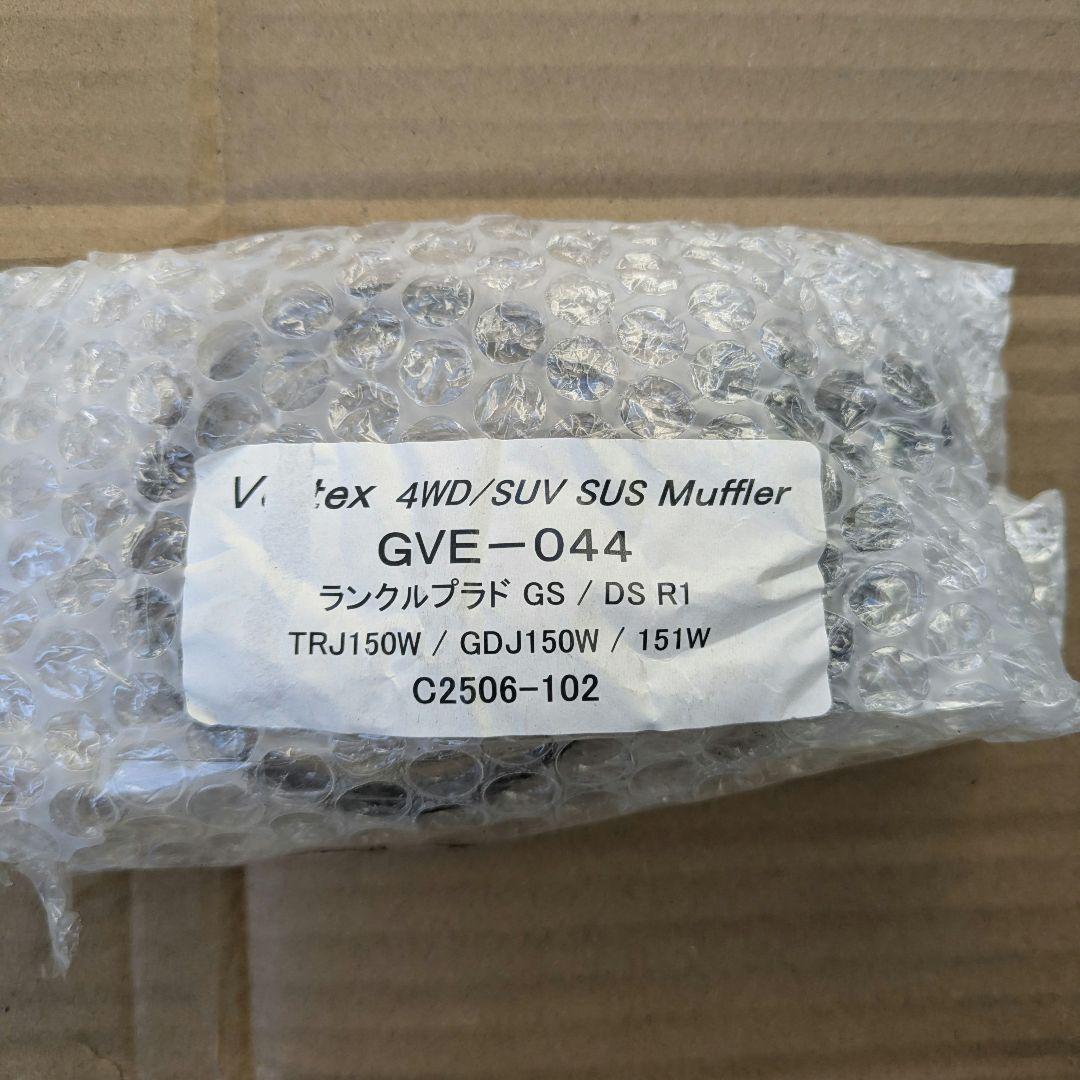 4WD/SUV SUS Muffler
GVE-044
ランクルプラド GS / DS R1
TRJ150W / GDJ150W / 151W
C2506-102